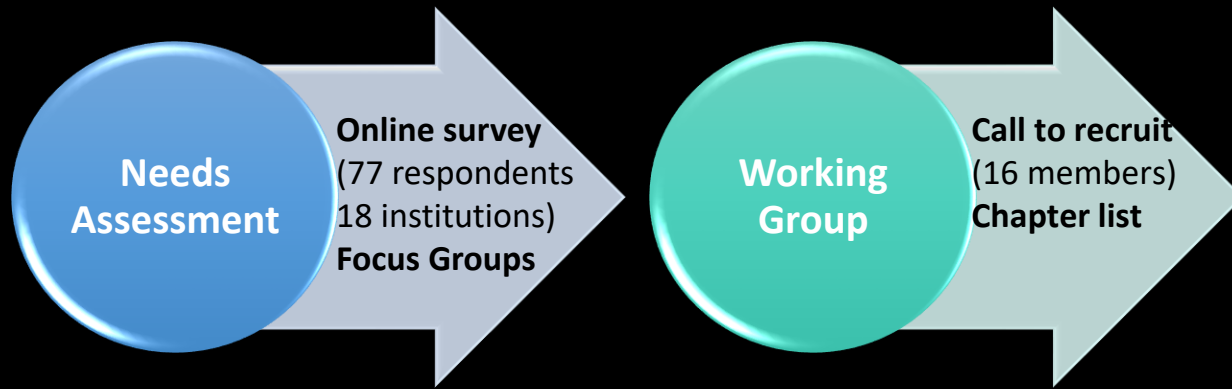 Needs
Assessment
Online survey
(77 respondents
18 institutions)
Focus Groups
Working
Group
Call to recruit
(16 members)
Chapter list